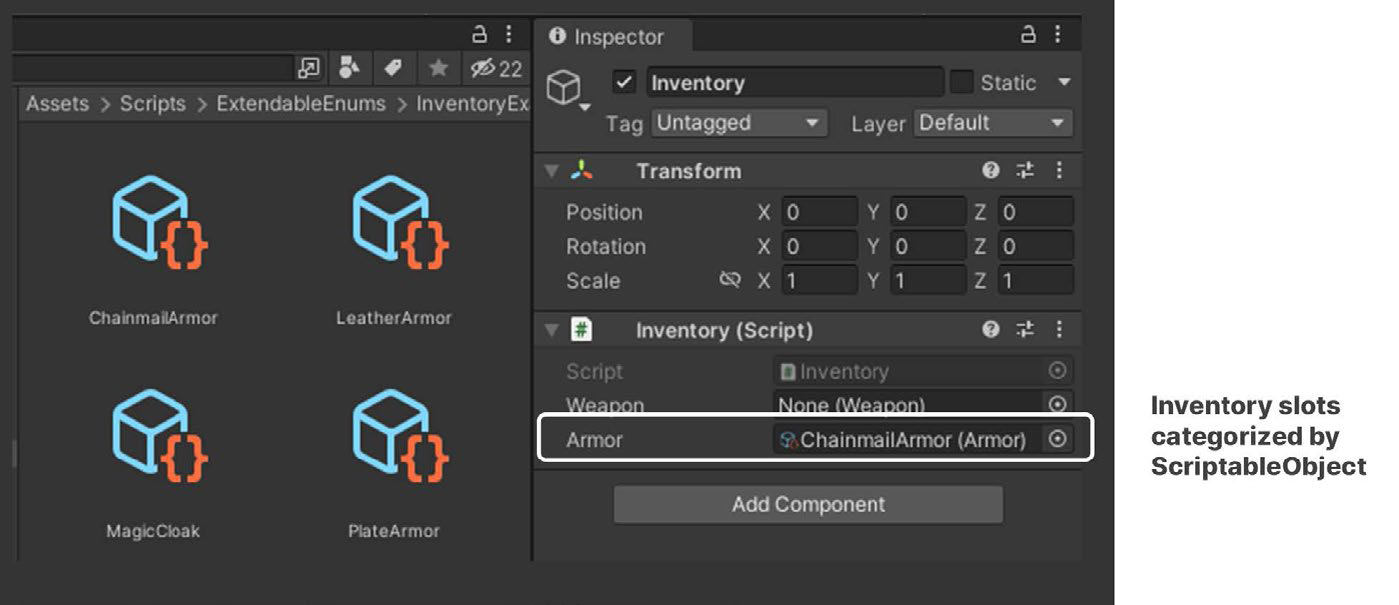 22
Assets > Scripts > ExtendableEnums > InventoryEx
ChainmailArmor
LeatherArmor
MagicCloak
PlateArmor
Inspector
Inventory
Static
Tag Untagged Layer Default
Transform
Position X 0 Y 0 Z 0
Rotation X 0 Y 0 Z 0
Scale X 1 Y 1 Z 1
# Inventory (Script)
Script # Inventory
Weapon None (Weapon)
Armor ChainmailArmor (Armor)
Add Component
Inventory slots
categorized by
ScriptableObject